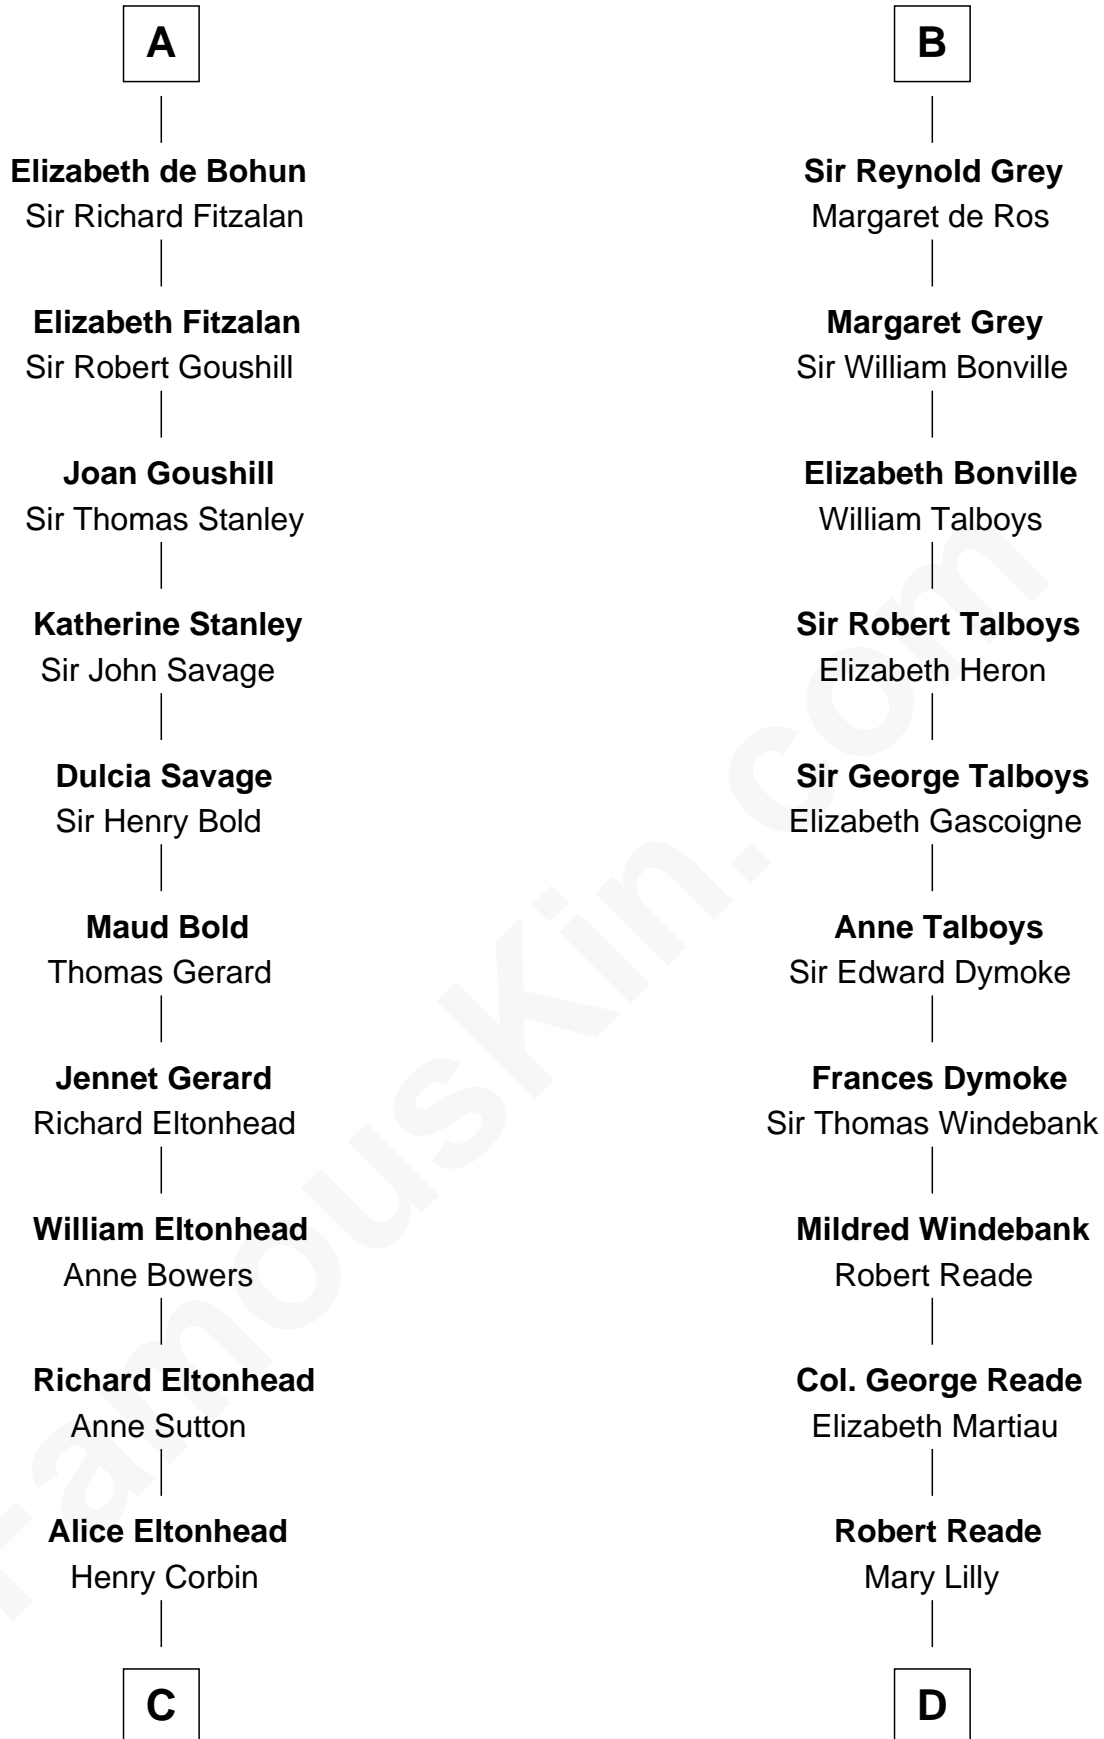 A
Elizabeth de Bohun
Sir Richard Fitzalan
Elizabeth Fitzalan
Sir Robert Goushill
Joan Goushill
Sir Thomas Stanley
Katherine Stanley
Sir John Savage
Dulcia Savage
Sir Henry Bold
Maud Bold
Thomas Gerard
Jennet Gerard
Richard Eltonhead
William Eltonhead
Anne Bowers
Richard Eltonhead
Anne Sutton
Alice Eltonhead
Henry Corbin
C
B
Sir Reynold Grey
Margaret de Ros
Margaret Grey
Sir William Bonville
Elizabeth Bonville
William Talboys
Sir Robert Talboys
Elizabeth Heron
Sir George Talboys
Elizabeth Gascoigne
Anne Talboys
Sir Edward Dymoke
Frances Dymoke
Sir Thomas Windebank
Mildred Windebank
Robert Reade
Col. George Reade
Elizabeth Martiau
Robert Reade
Mary Lilly
D
FamousKin.com